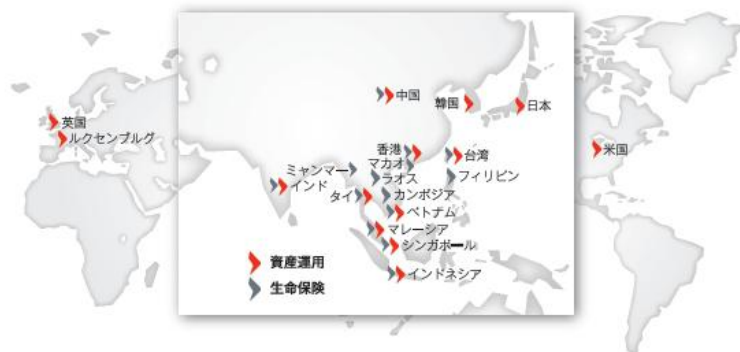 中国
韓国
日本
英国
ルクセンブルグ
米国
香港
マカオ
台湾
ミャンマー
ラオス
フィリピン
インド
タイ
カンボジア
ベトナム
マレーシア
シンガポール
インドネシア
資産運用
生命保険